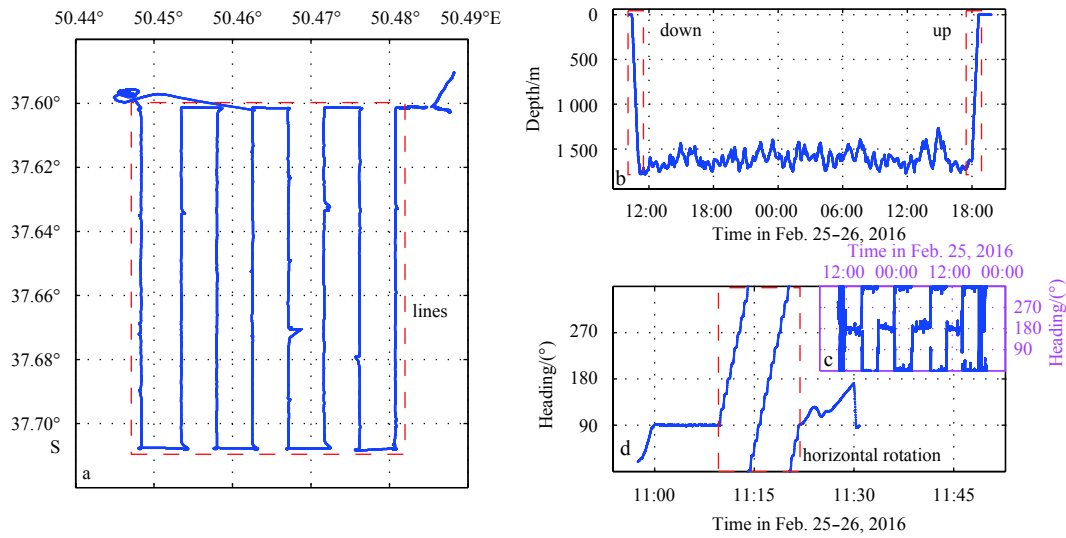 50.44 50.45 50.46 50.47 50.48 50.49°E
37.60°
37.62°
37.64°
37.66°
37.68°
37.70°
S
lines
a
0
500
1 000
1 500
Depth/m
down
up
b
12:00 18:00 00:00 06:00 12:00 18:00
Time in Feb. 25–26, 2016
Time in Feb. 25, 2016
12:00 00:00 12:00 00:00
270
180
90
Heading/(°)
c
270
180
90
Heading/(°)
d
horizontal rotation
11:00 11:15 11:30 11:45
Time in Feb. 25–26, 2016